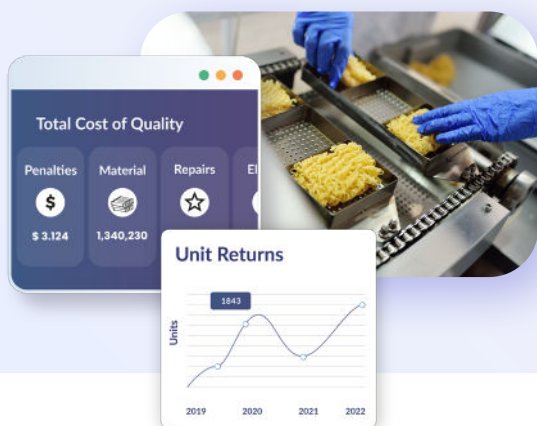 Total Cost of Quality
Penalties Material Repairs El
$
$ 3.124 1,340,230
Unit Returns
1843
Units
2019 2020 2021 2022